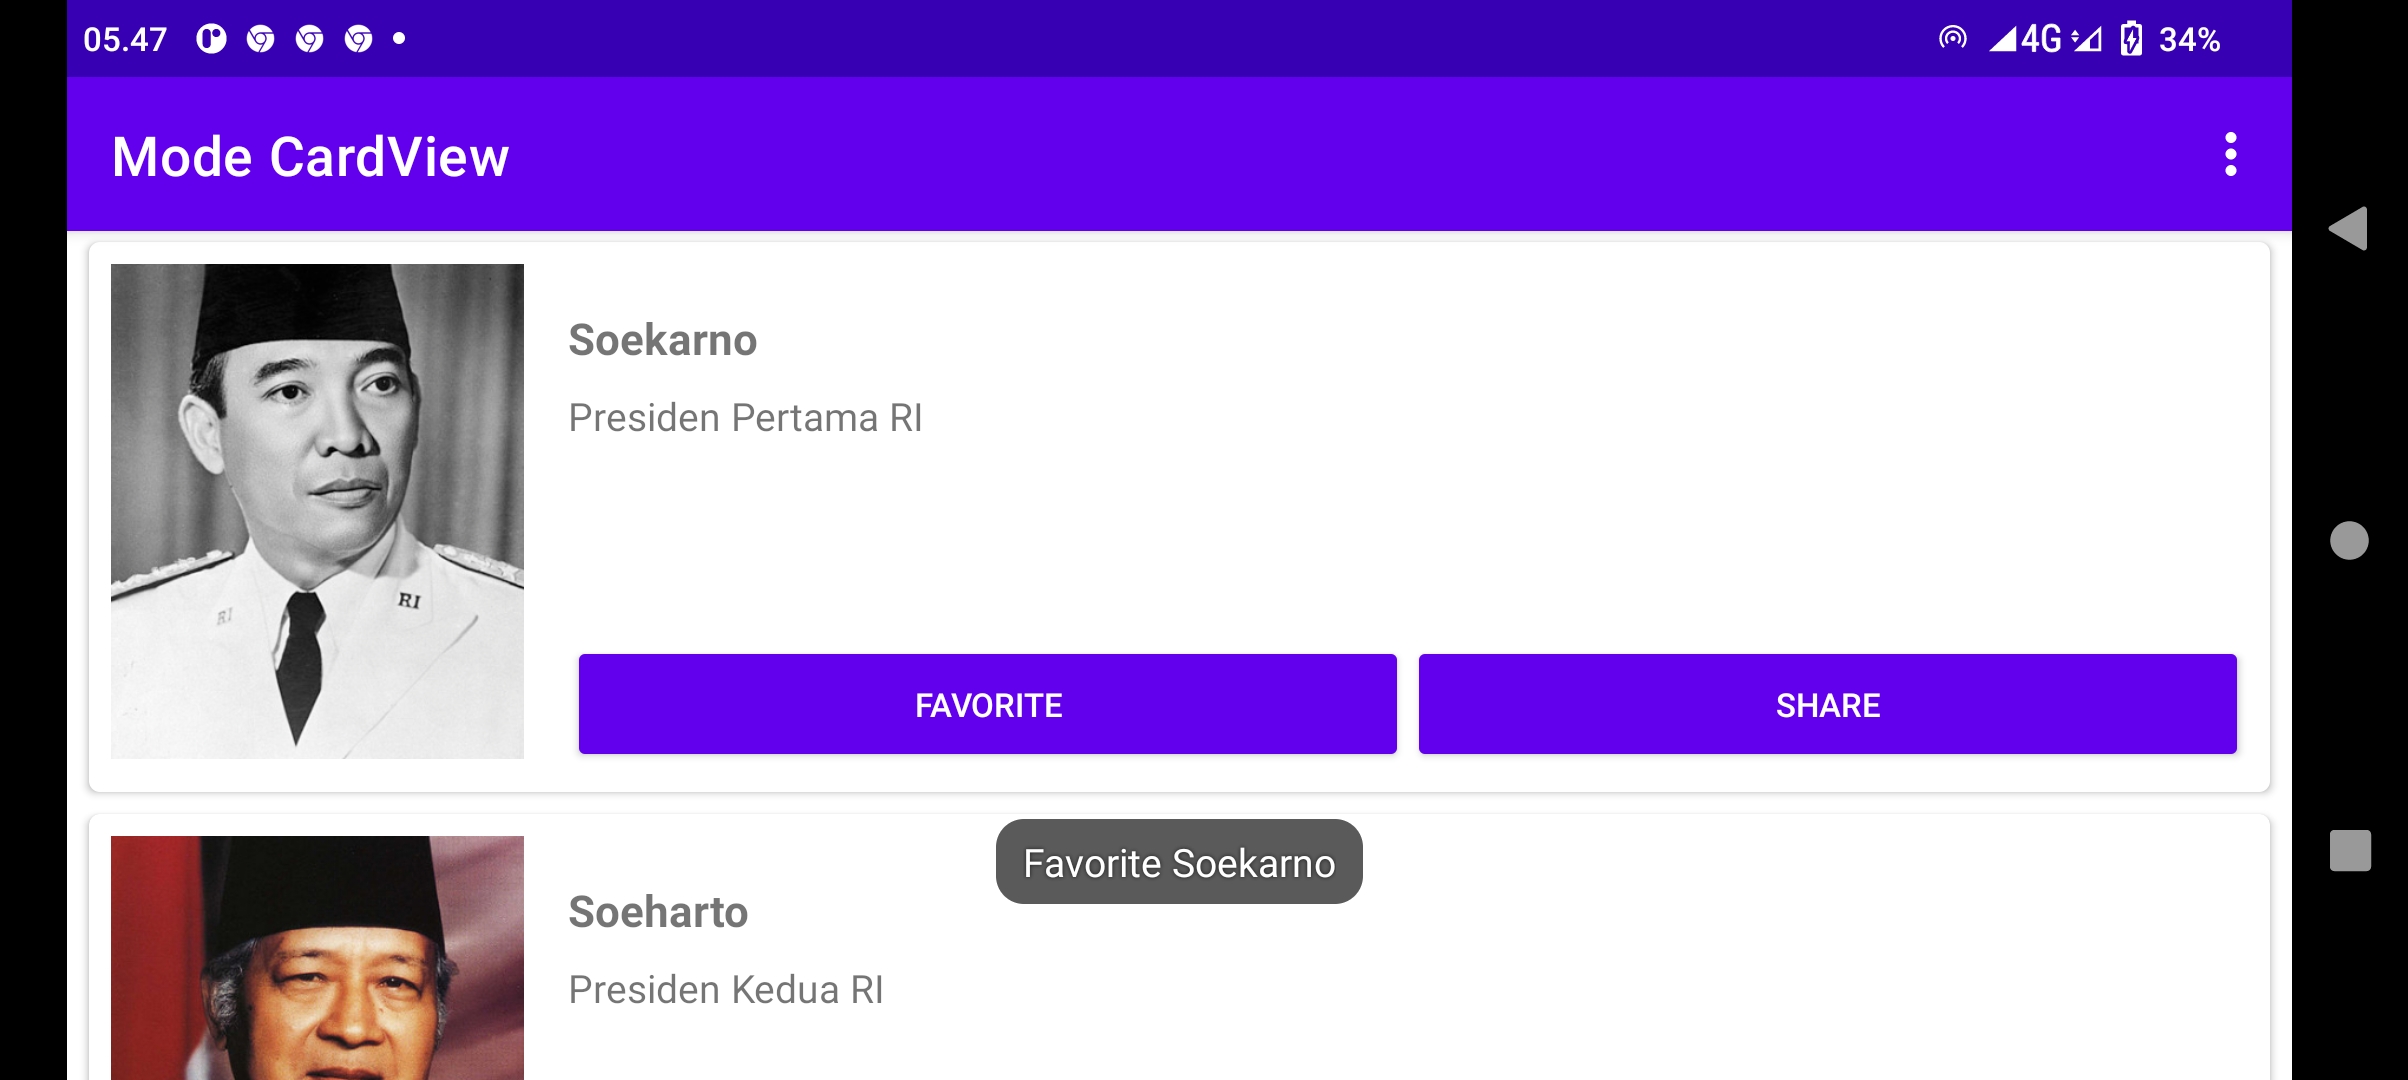 05.47
4G
34%
Mode CardView
Soekarno
Presiden Pertama RI
RI
RI
FAVORITE
SHARE
Favorite Soekarno
Soeharto
Presiden Kedua RI